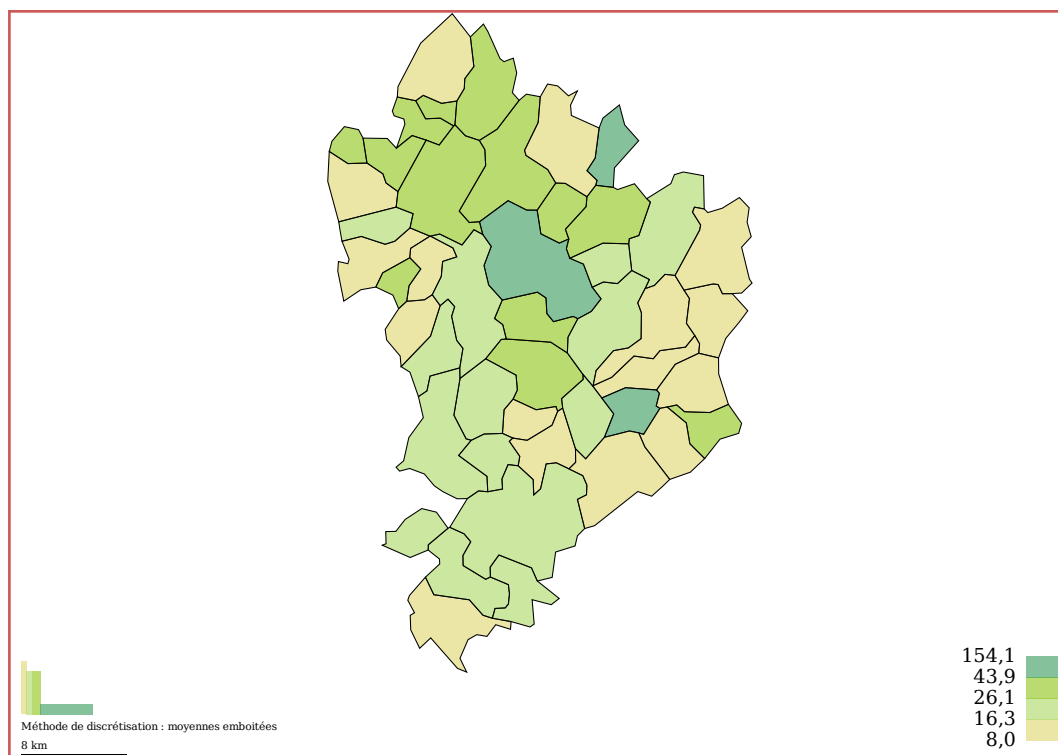 154,1
43,9
26,1
16,3
8,0
Méthode de discrétisation : moyennes emboitées
8 km